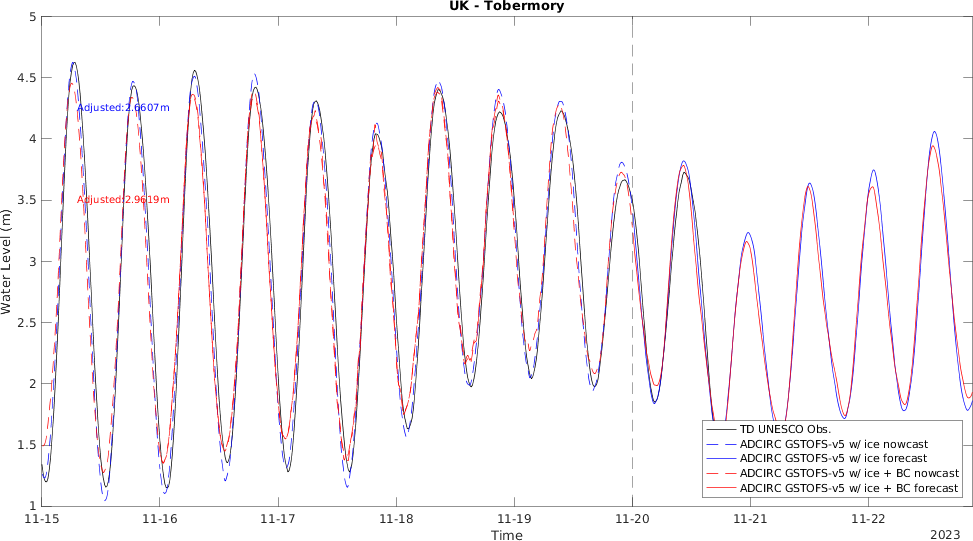 UK - Tobermory
5
4.5
4
3.5
3
2.5
2
1.5
1
Water Level (m)
Adjusted:2.6607m
Adjusted:2.9619m
TD UNESCO Obs.
ADCIRC GSTOFS-v5 w/ ice nowcast
ADCIRC GSTOFS-v5 w/ ice forecast
ADCIRC GSTOFS-v5 w/ ice + BC nowcast
ADCIRC GSTOFS-v5 w/ ice + BC forecast
11-15 11-16 11-17 11-18 11-19 11-20 11-21 11-22
Time
2023